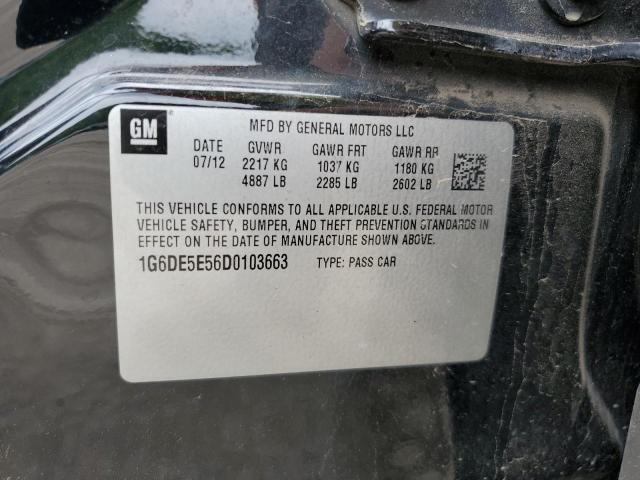 GM
MFD BY GENERAL MOTORS LLC
DATE GVWR GAWR FRT GAWR RR
07/12 2217 KG 1037 KG 1180 KG
4887 LB 2285 LB 2602 LB
THIS VEHICLE CONFORMS TO ALL APPLICABLE U.S. FEDERAL MOTOR
VEHICLE SAFETY, BUMPER, AND THEFT PREVENTION STANDARDS IN
EFFECT ON THE DATE OF MANUFACTURE SHOWN ABOVE.
1G6DE5E56D0103663 TYPE: PASS CAR